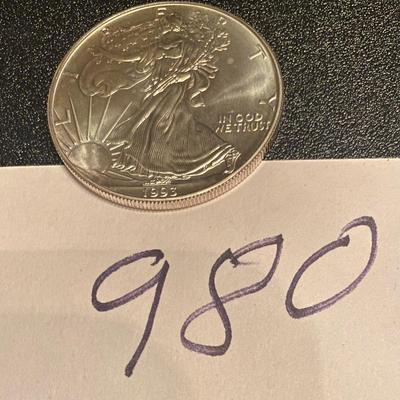 LIBERTY
IN GOD
WE TRUST
1993
980